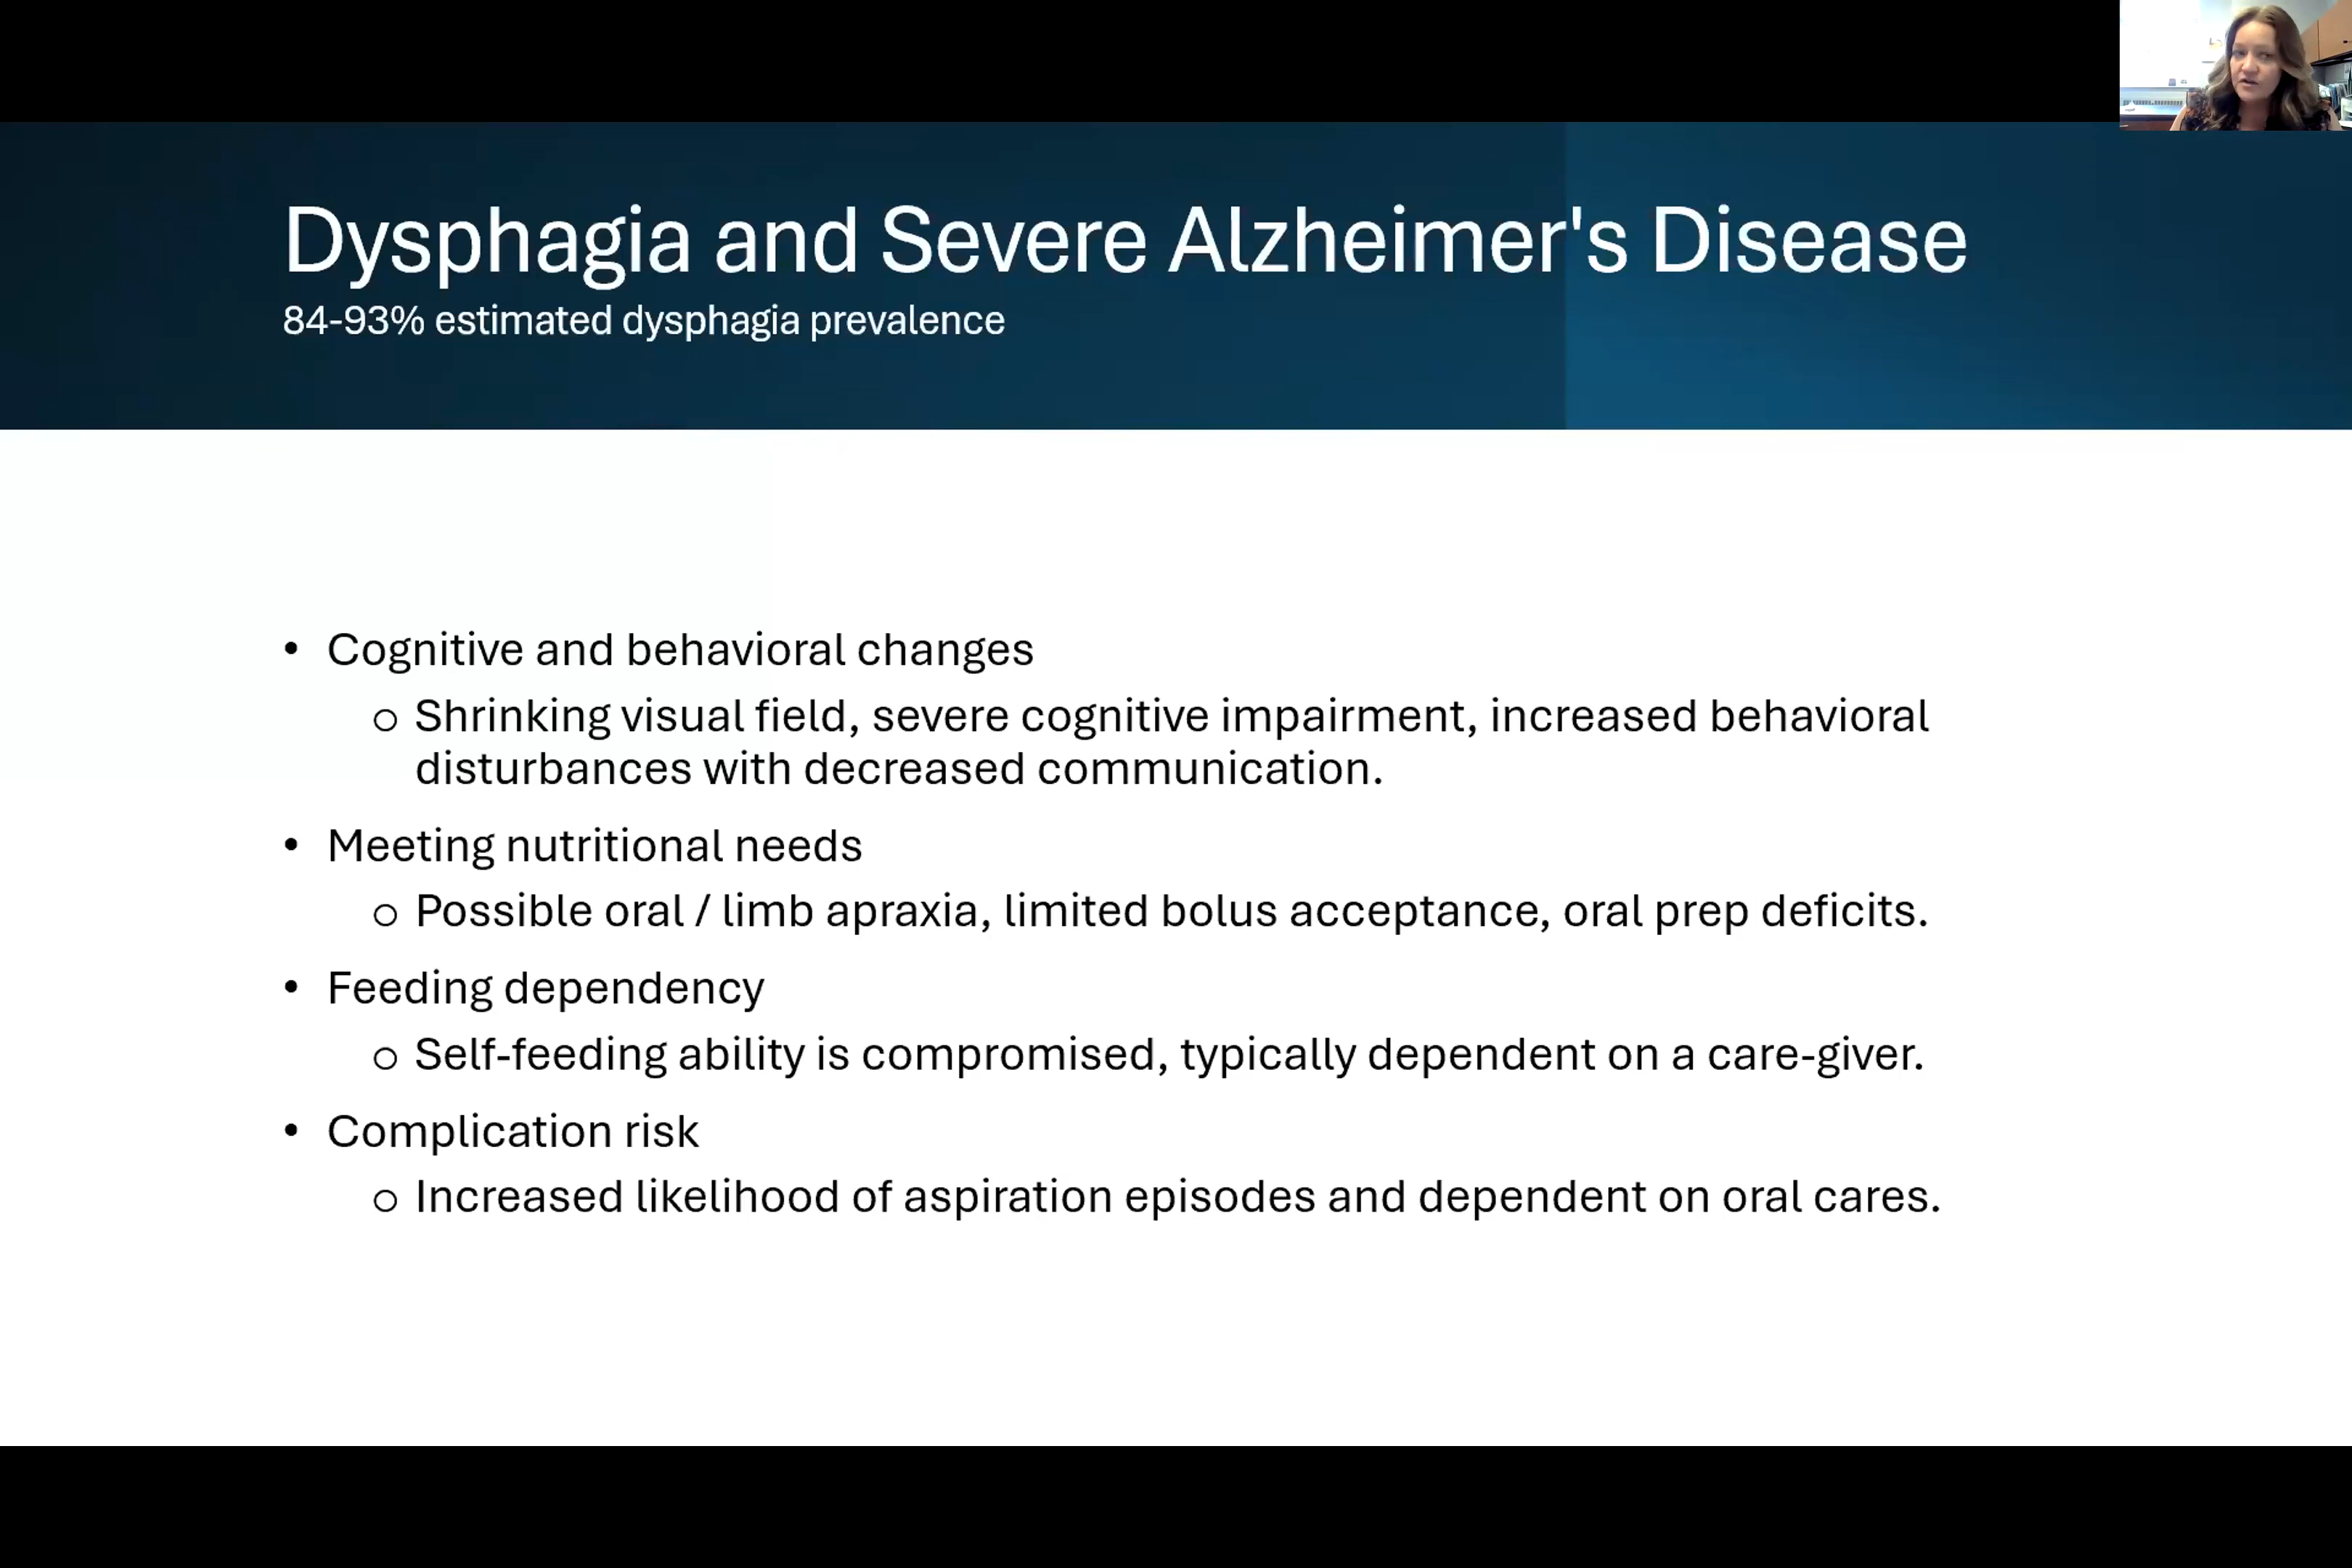 Dysphagia and Severe Alzheimer's Disease
84-93% estimated dysphagia prevalence
• Cognitive and behavioral changes
o Shrinking visual field, severe cognitive impairment, increased behavioral
disturbances with decreased communication.
• Meeting nutritional needs
o Possible oral / limb apraxia, limited bolus acceptance, oral prep deficits.
• Feeding dependency
o Self-feeding ability is compromised, typically dependent on a care-giver.
• Complication risk
o Increased likelihood of aspiration episodes and dependent on oral cares.